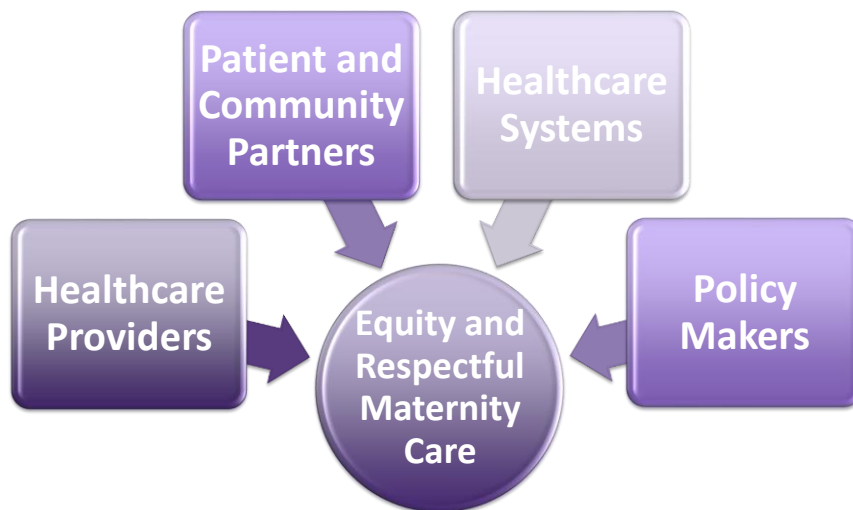 Patient and
Community
Partners
Healthcare
Systems
Healthcare
Providers
Policy
Makers
Equity and
Respectful
Maternity
Care